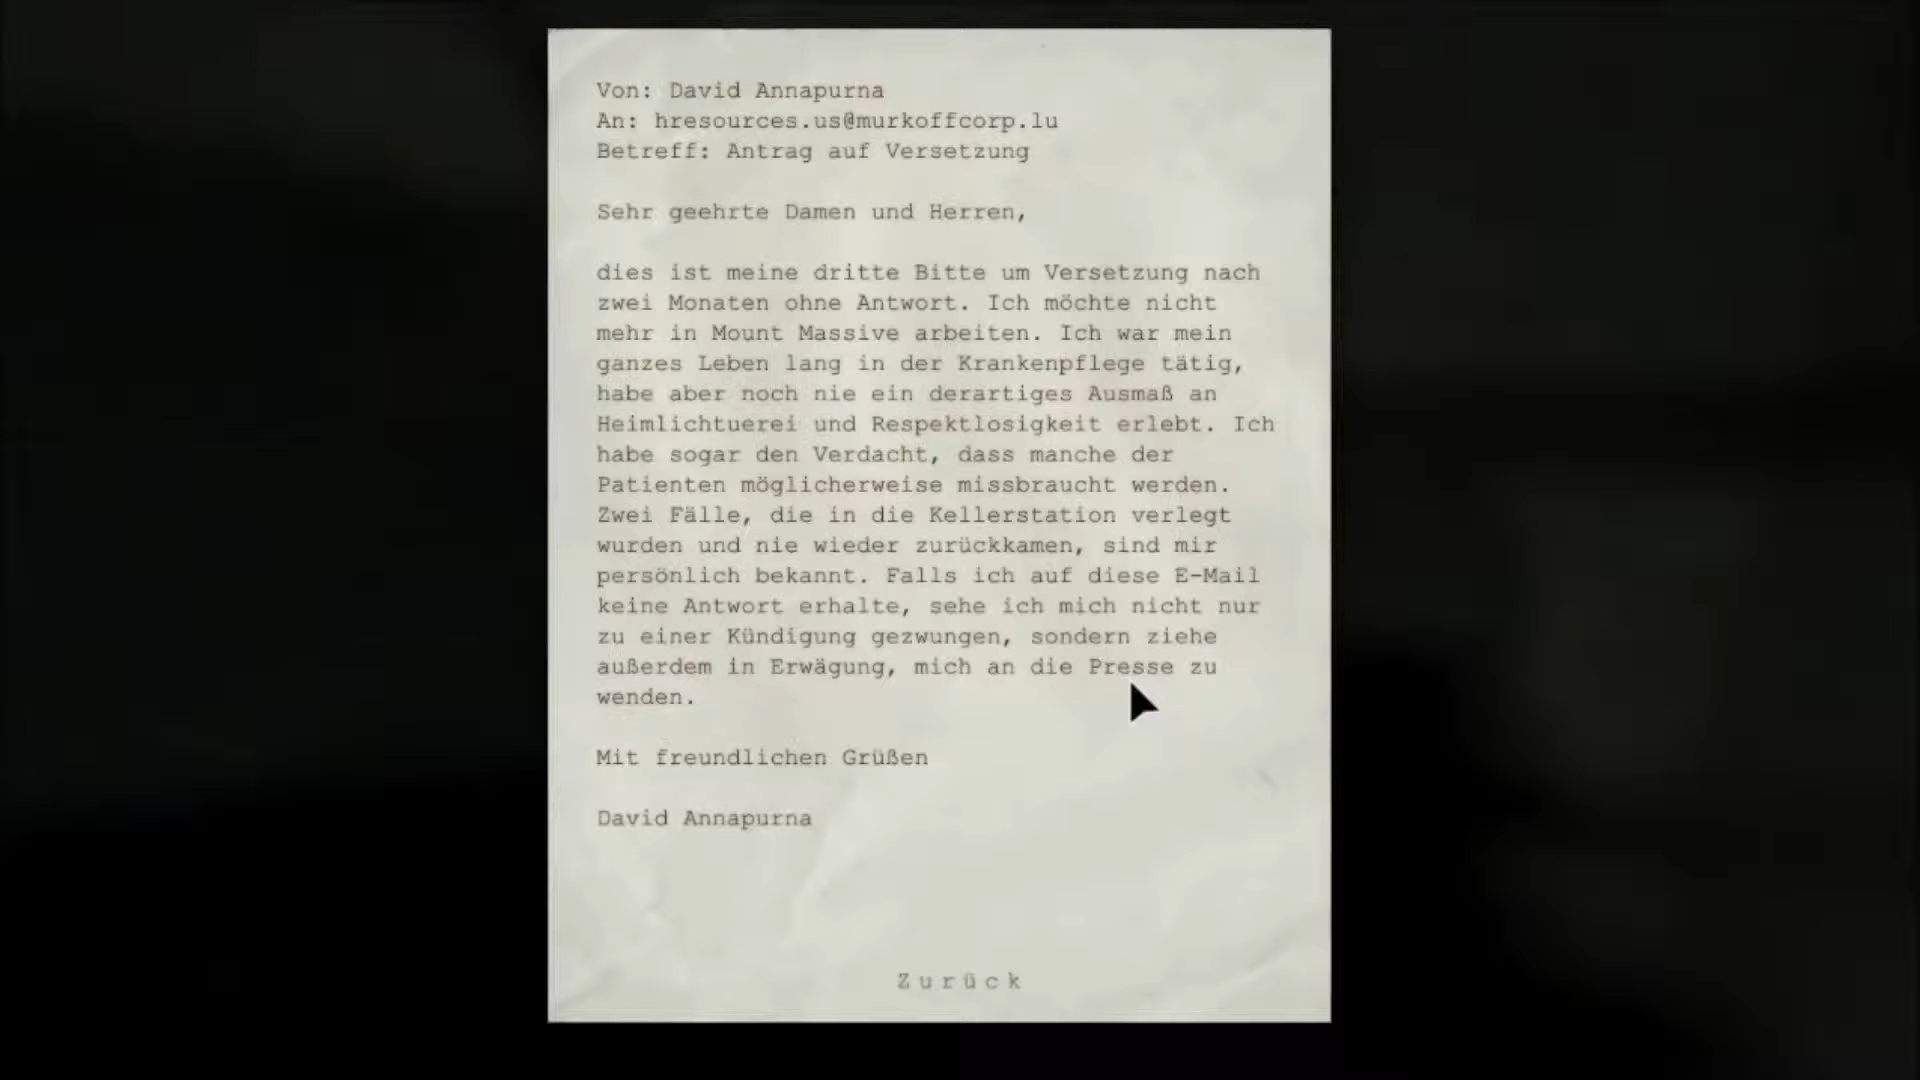 Von: David Annapurna
An: hresources.us@murkoffcorp.lu
Betreff: Antrag auf Versetzung
Sehr geehrte Damen und Herren,
dies ist meine dritte Bitte um Versetzung nach
zwei Monaten ohne Antwort. Ich möchte nicht
mehr in Mount Massive arbeiten. Ich war mein
ganzes Leben lang in der Krankenpflege tätig,
habe aber noch nie ein derartiges Ausmaß an
Heimlichtuerei und Respektlosigkeit erlebt. Ich
habe sogar den Verdacht, dass manche der
Patienten möglicherweise missbraucht werden.
Zwei Fälle, die in die Kellerstation verlegt
wurden und nie wieder zurückkamen, sind mir
persönlich bekannt. Falls ich auf diese E-Mail
keine Antwort erhalte, sehe ich mich nicht nur
zu einer Kündigung gezwungen, sondern ziehe
außerdem in Erwägung, mich an die Presse zu
wenden.
Mit freundlichen Grüßen
David Annapurna
Zurück